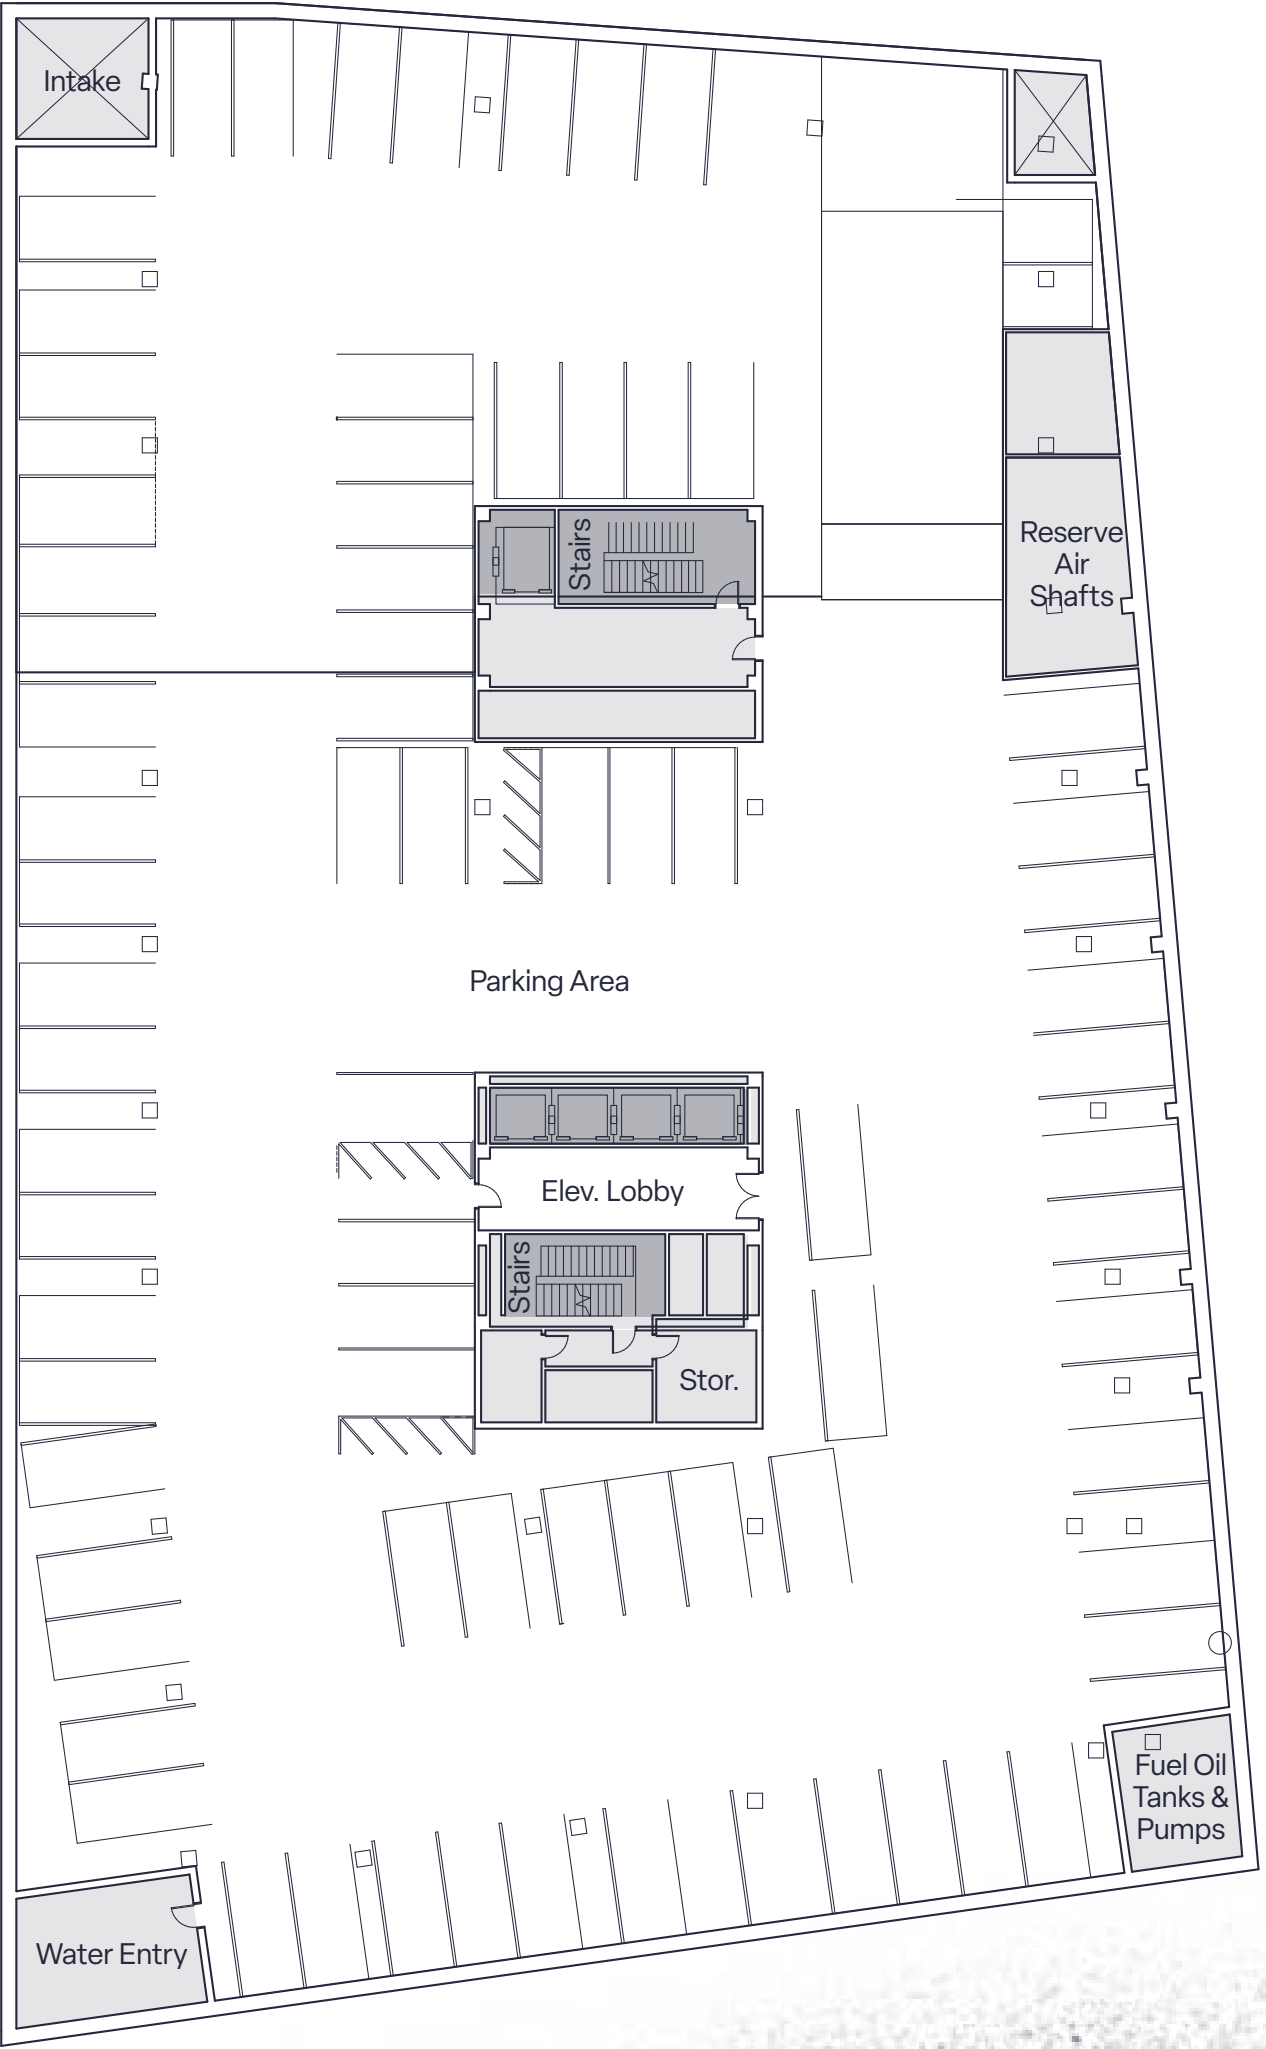 Intake
Stairs
Reserve
Air
Shafts
Parking Area
Elev. Lobby
Stairs
Stor.
Fuel Oil
Tanks &
Pumps
Water Entry